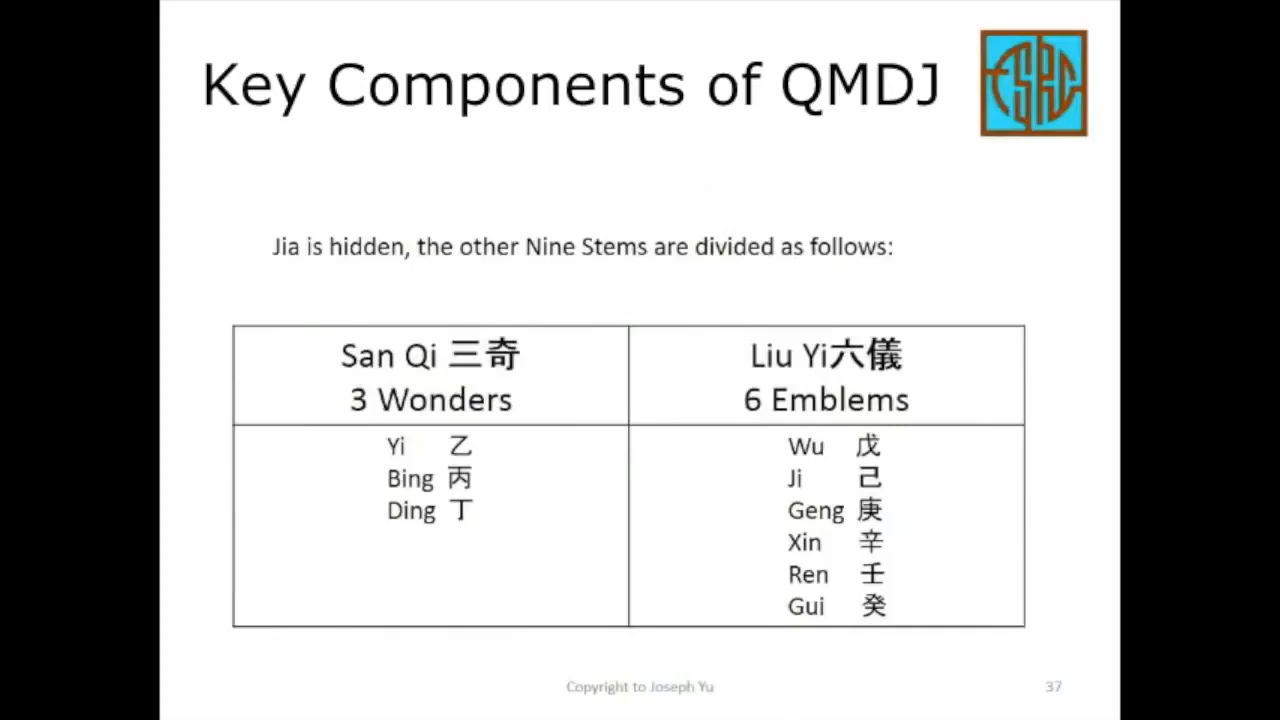 Key Components of QMDJ
FSRC
Jia is hidden, the other Nine Stems are divided as follows:
San Qi 三奇
3 Wonders
Liu Yi六儀
6 Emblems
Yi 乙
Bing 丙
Ding 丁
Wu 戊
Ji 己
Geng 庚
Xin 辛
Ren 壬
Gui 癸
Copyright to Joseph Yu
37